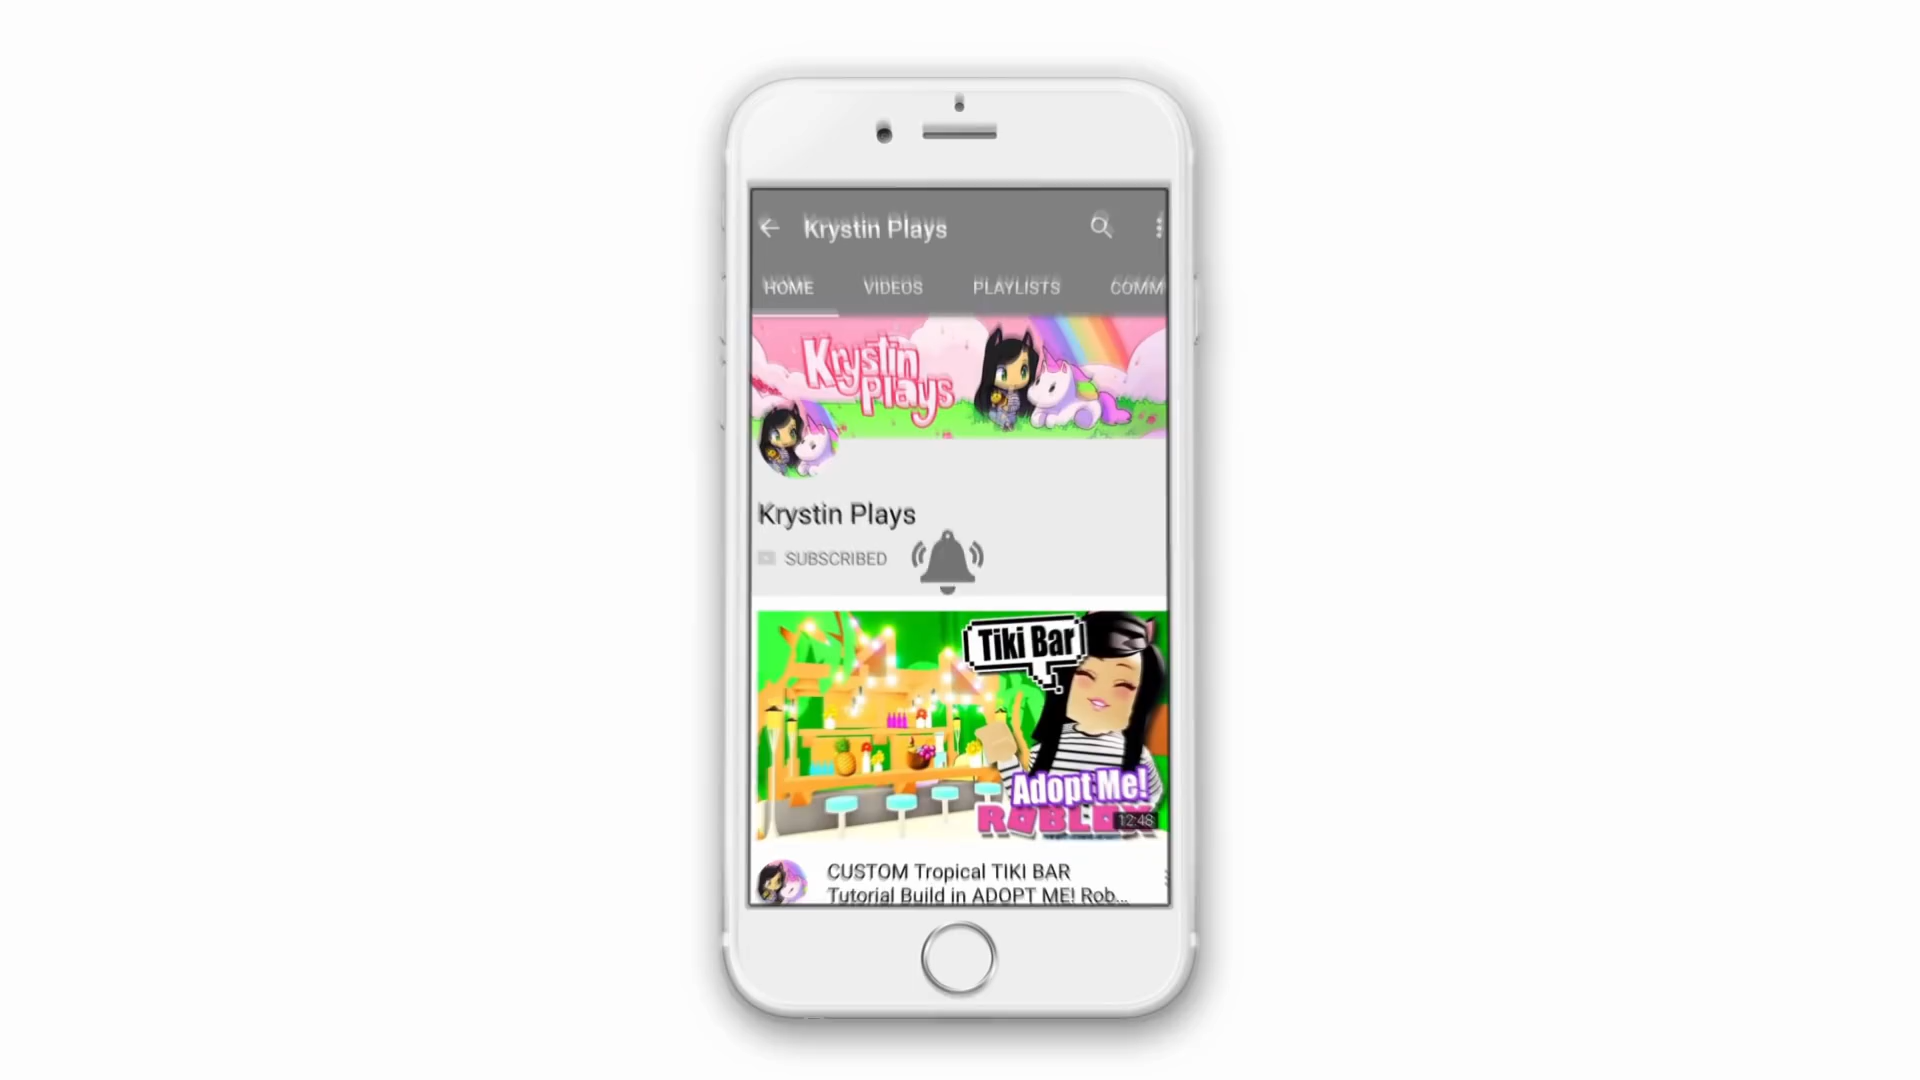 Krystin Plays
HOME VIDEOS PLAYLISTS COMM
Krystin
Plays
Krystin Plays
SUBSCRIBED
Tiki Bar
Adopt Me!
ROBLOX
12:48
CUSTOM Tropical TIKI BAR
Tutorial Build in ADOPT ME! Rob...